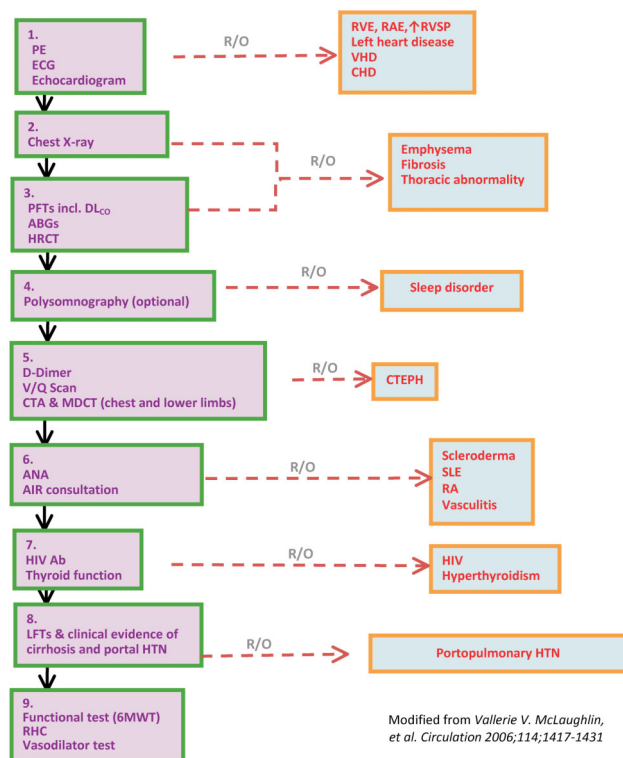 1.
PE
ECG
Echocardiogram
R/O
RVE, RAE,↑RVSP
Left heart disease
VHD
CHD
2.
Chest X-ray
R/O
Emphysema
Fibrosis
Thoracic abnormality
3.
PFTs incl. DLCO
ABGs
HRCT
4.
Polysomnography (optional)
R/O
Sleep disorder
5.
D-Dimer
V/Q Scan
CTA & MDCT (chest and lower limbs)
R/O
CTEPH
6.
ANA
AIR consultation
R/O
Scleroderma
SLE
RA
Vasculitis
7.
HIV Ab
Thyroid function
R/O
HIV
Hyperthyroidism
8.
LFTs & clinical evidence of
cirrhosis and portal HTN
R/O
Portopulmonary HTN
9.
Functional test (6MWT)
RHC
Vasodilator test
Modified from Vallerie V. McLaughlin,
et al. Circulation 2006;114;1417-1431